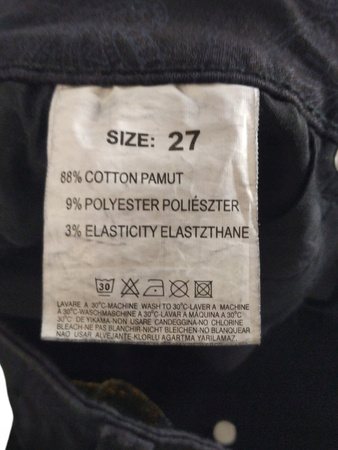 SIZE: 27
88% COTTON PAMUT
9% POLYESTER POLIÉSZTER
3% ELASTICITY ELASTZTHANE
30
LAVARE A 30°C-MACHINE WASH TO 30°C-LAVER A MACHINE
A 30°C-WASCHMASCHINE A 30°C-LAVAR À MÁQUINA A 30°C
30°C DE YIKAMA-NON USARE CANDEGGINA-NO CHLORINE
BLEACH-NE PAS BLANCHIR-NICHT BLEICHEN-NO BLANQUEAR
NAO USAR ALVEJANTE-KLORLU AGARTMA YARILAMAZ.